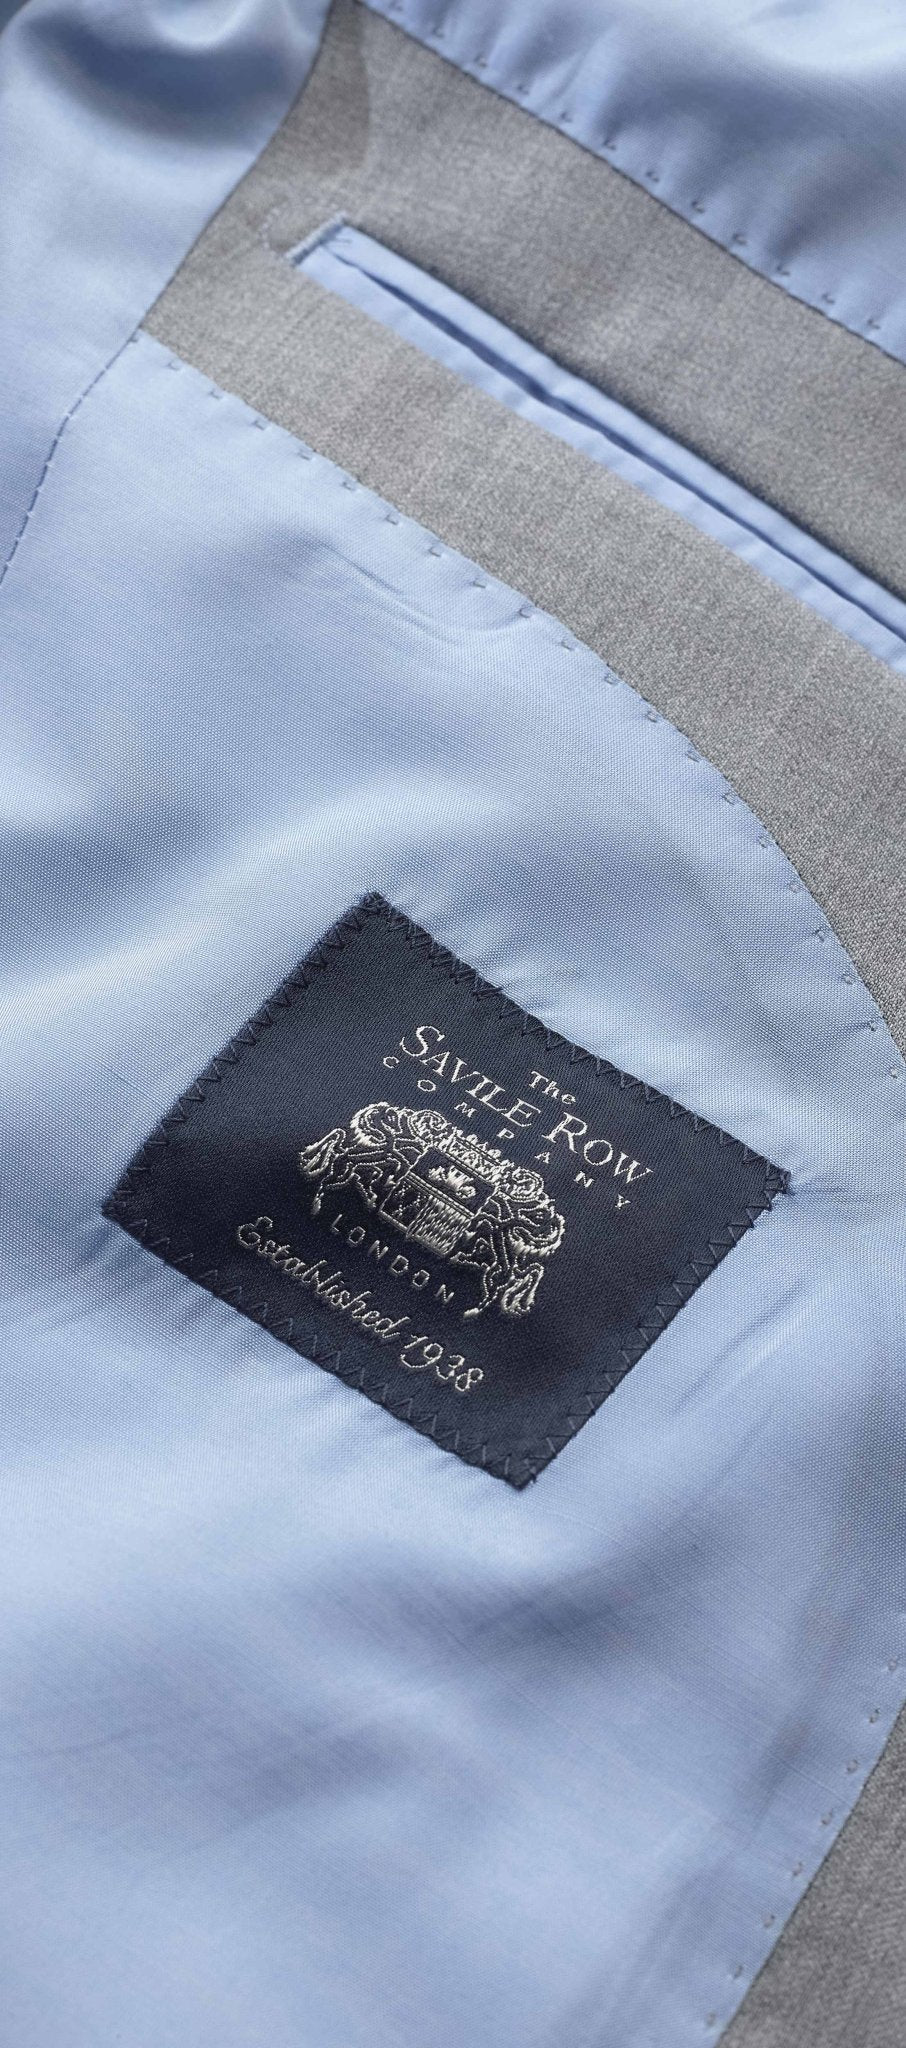 The
SAVILE ROW
COMPANY
LONDON
Established 1938